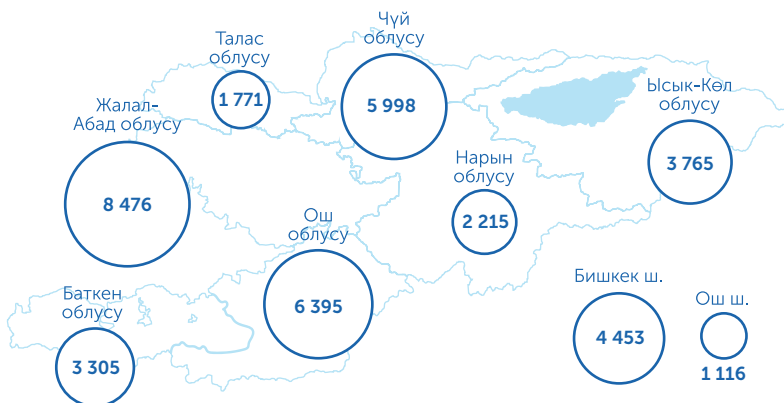 Талас
облусу
1 771
Чүй
облусу
5 998
Ысык-Көл
облусу
3 765
Жалал-
Абад облусу
8 476
Нарын
облусу
2 215
Ош
облусу
6 395
Баткен
облусу
3 305
Бишкек ш.
4 453
Ош ш.
1 116